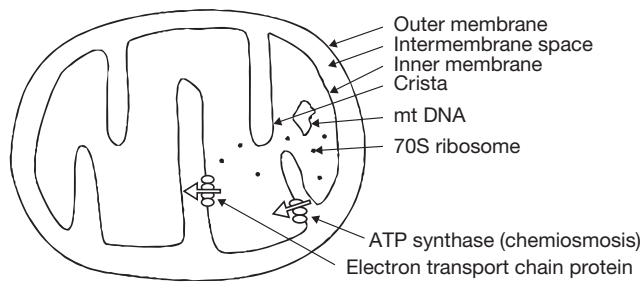 Outer membrane
Intermembrane space
Inner membrane
Crista
mt DNA
70S ribosome
ATP synthase (chemiosmosis)
Electron transport chain protein